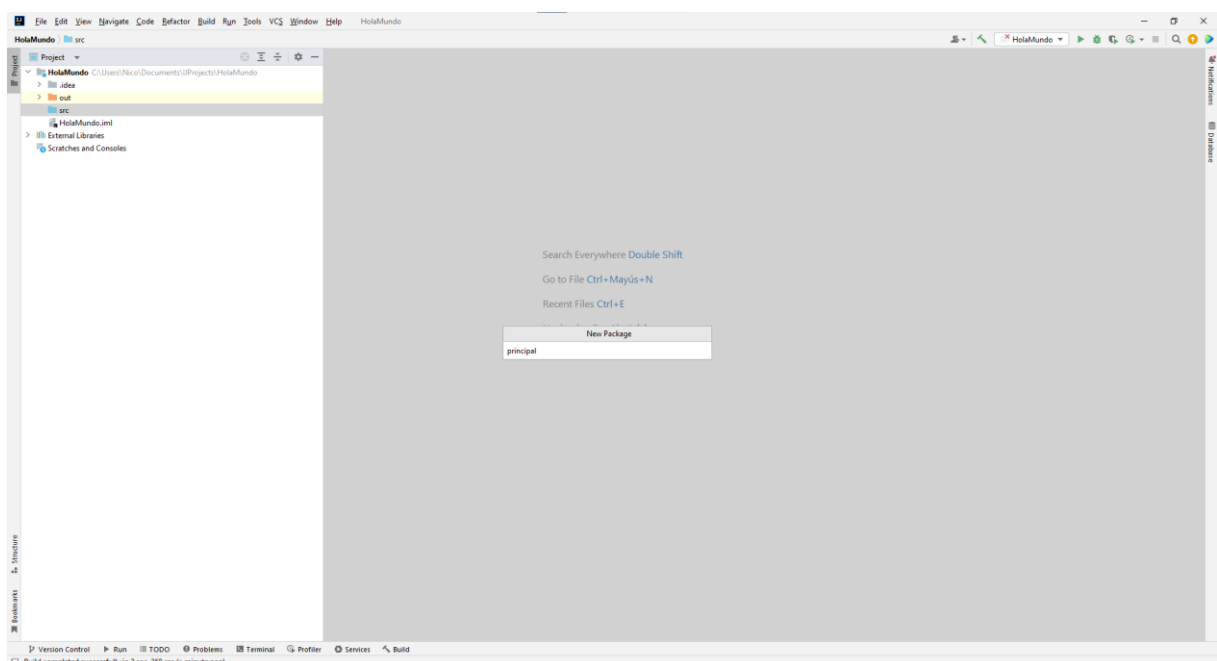 File Edit View Navigate Code Refactor Build Run Tools VCS Window Help HolaMundo
HolaMundo src
HolaMundo
Project
Project
HolaMundo C:\Users\Nico\Documents\IJProjects\HolaMundo
.idea
out
src
HolaMundo.iml
External Libraries
Scratches and Consoles
Notifications
Database
Search Everywhere Double Shift
Go to File Ctrl+Mayús+N
Recent Files Ctrl+E
New Package
principal
Structure
Bookmarks
Version Control Run TODO Problems Terminal Profiler Services Build